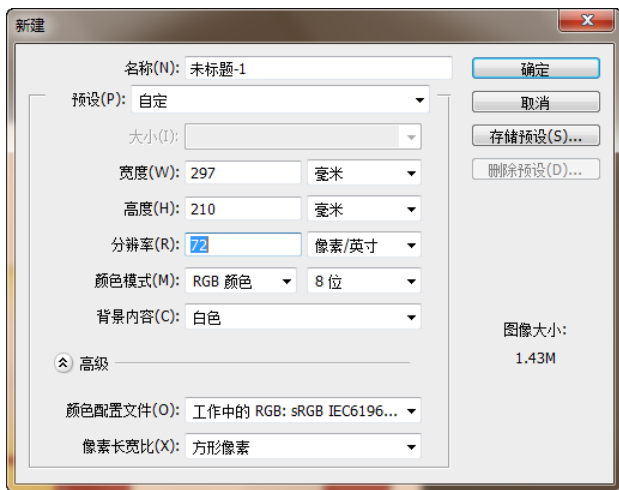 新建
名称(N): 未标题-1
确定
预设(P): 自定
取消
大小(I):
存储预设(S)...
宽度(W): 297 毫米
删除预设(D)...
高度(H): 210 毫米
分辨率(R): 72 像素/英寸
颜色模式(M): RGB 颜色 8 位
背景内容(C): 白色
图像大小:
1.43M
高级
颜色配置文件(O): 工作中的 RGB: sRGB IEC6196...
像素长宽比(X): 方形像素